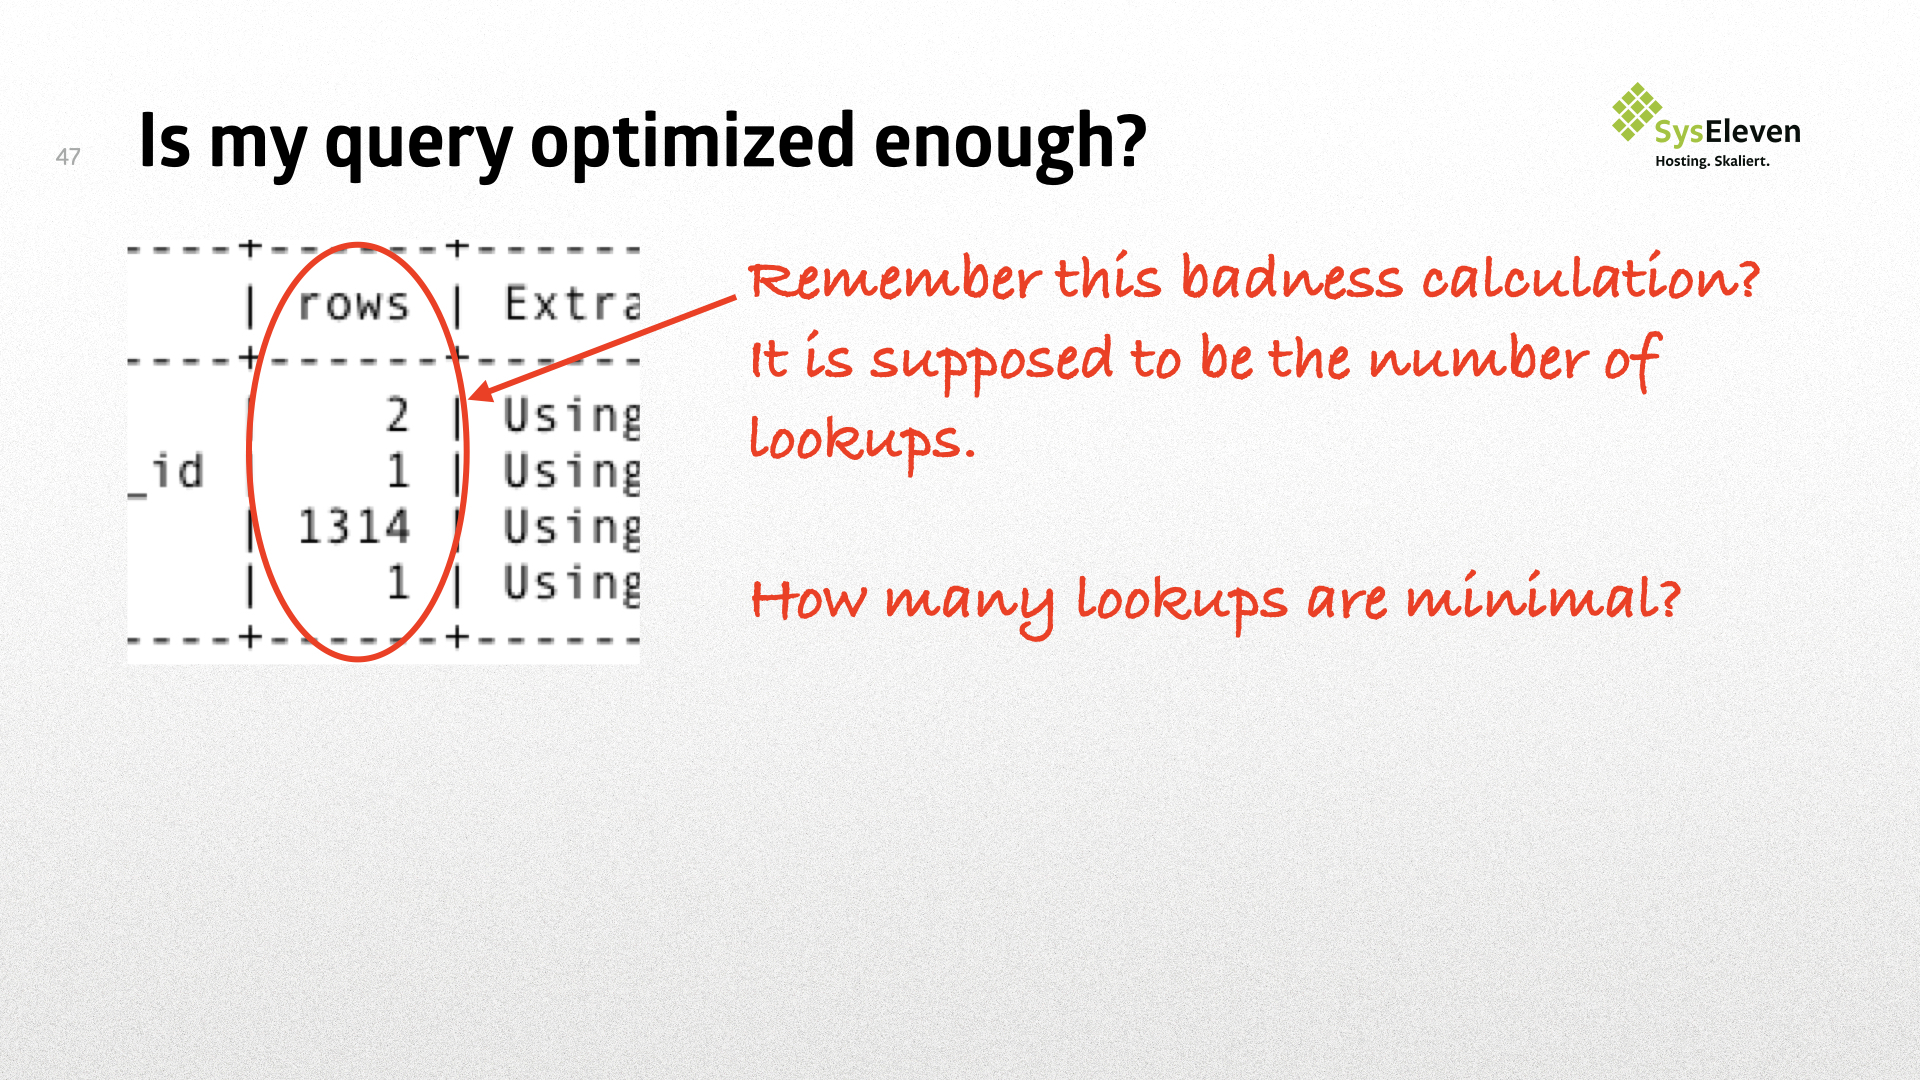 47
Is my query optimized enough?
SysEleven
Hosting. Skaliert.
----+------+------
| rows | Extra
----+------+------
| 2 | Using
_id | 1 | Using
| 1314 | Using
| 1 | Using
----+------+------
Remember this badness calculation?
It is supposed to be the number of
lookups.
How many lookups are minimal?